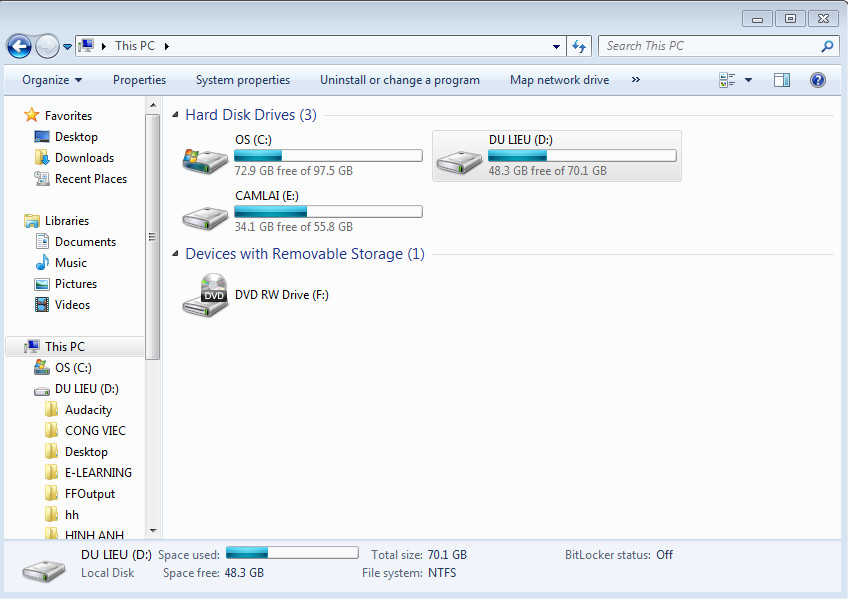 This PC
Search This PC
Organize
Properties
System properties
Uninstall or change a program
Map network drive
»
Favorites
Desktop
Downloads
Recent Places
Libraries
Documents
Music
Pictures
Videos
This PC
OS (C:)
DU LIEU (D:)
Audacity
CONG VIEC
Desktop
E-LEARNING
FFOutput
hh
HINH ANH
Hard Disk Drives (3)
OS (C:)
72.9 GB free of 97.5 GB
DU LIEU (D:)
48.3 GB free of 70.1 GB
CAMLAI (E:)
34.1 GB free of 55.8 GB
Devices with Removable Storage (1)
DVD
DVD RW Drive (F:)
DU LIEU (D:) Space used: Total size: 70.1 GB BitLocker status: Off
Local Disk Space free: 48.3 GB File system: NTFS